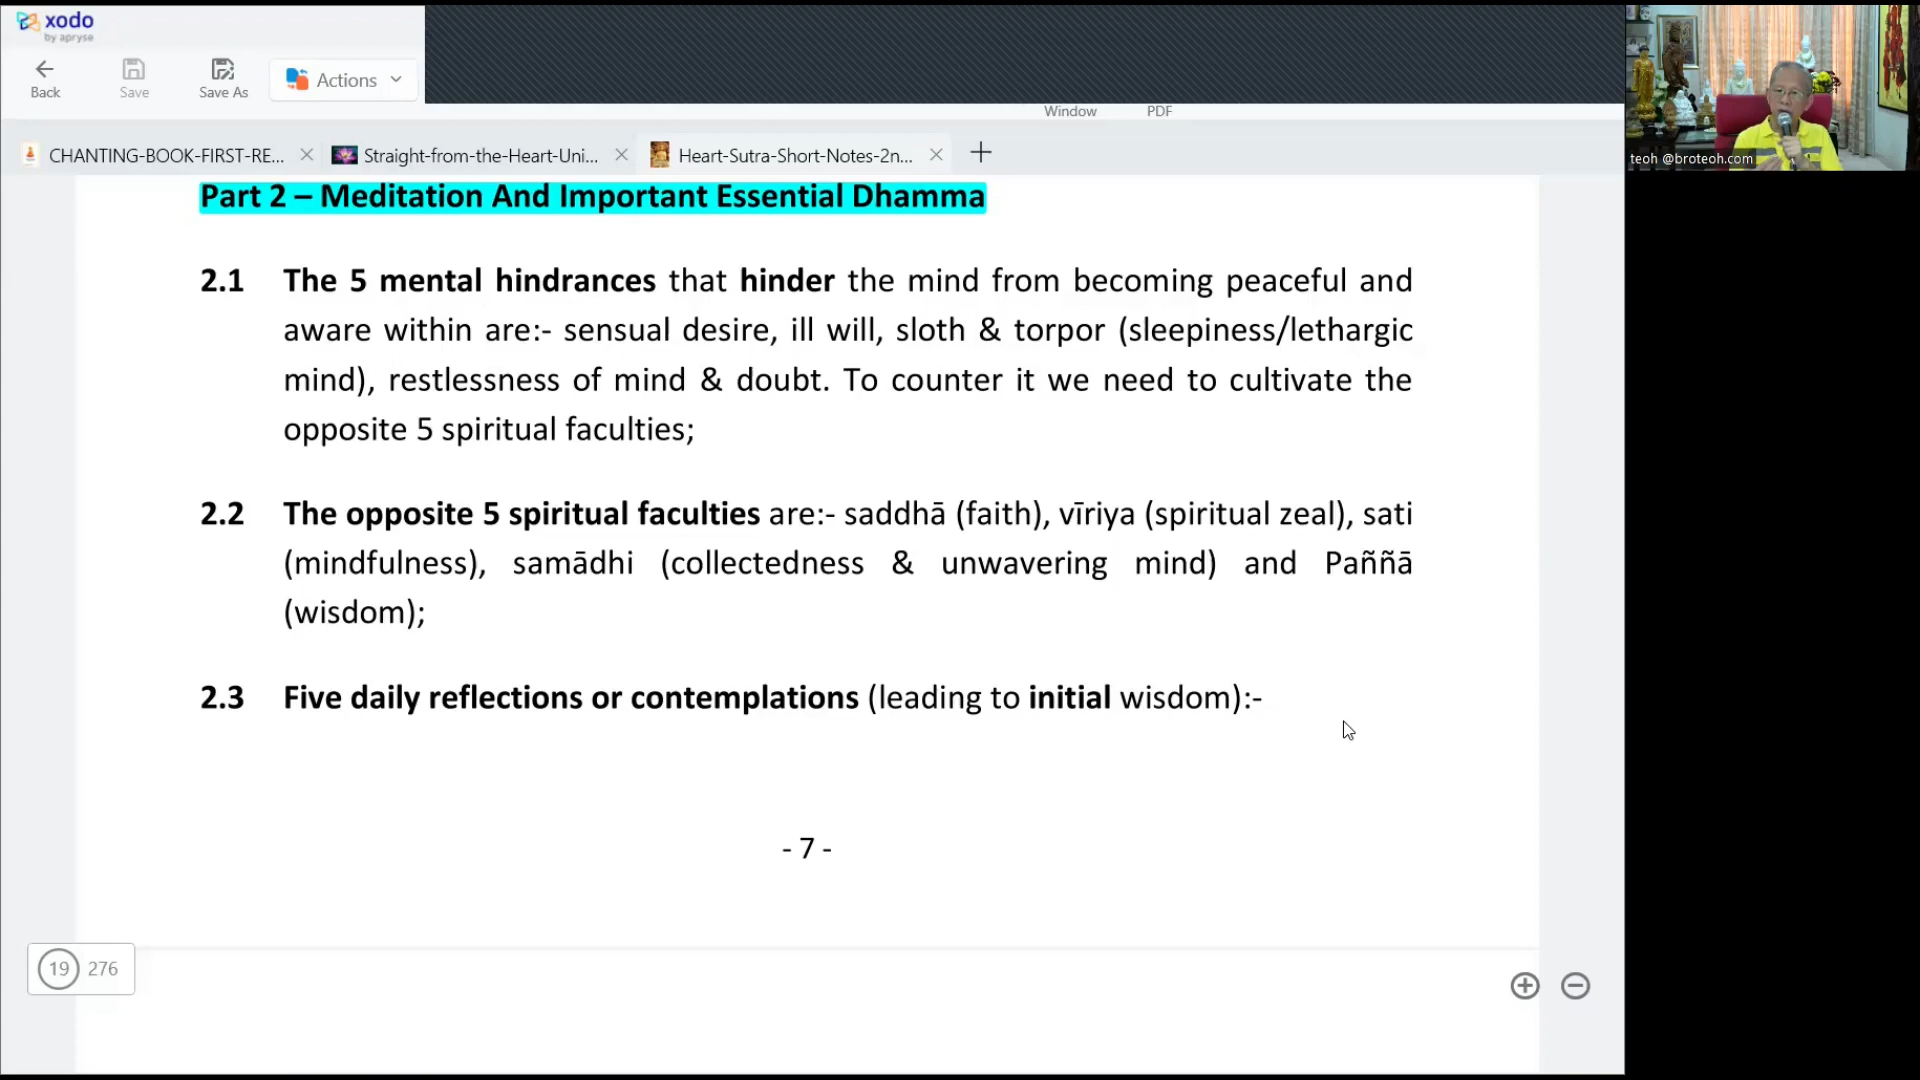 xodo
by apryse
Back
Save
Save As
Actions
Window
PDF
CHANTING-BOOK-FIRST-RE...
Straight-from-the-Heart-Uni...
Heart-Sutra-Short-Notes-2n...
teoh @broteoh.com
Part 2 – Meditation And Important Essential Dhamma
2.1 The 5 mental hindrances that hinder the mind from becoming peaceful and
aware within are:- sensual desire, ill will, sloth & torpor (sleepiness/lethargic
mind), restlessness of mind & doubt. To counter it we need to cultivate the
opposite 5 spiritual faculties;
2.2 The opposite 5 spiritual faculties are:- saddhā (faith), vīriya (spiritual zeal), sati
(mindfulness), samādhi (collectedness & unwavering mind) and Paññā
(wisdom);
2.3 Five daily reflections or contemplations (leading to initial wisdom):-
- 7 -
19 276